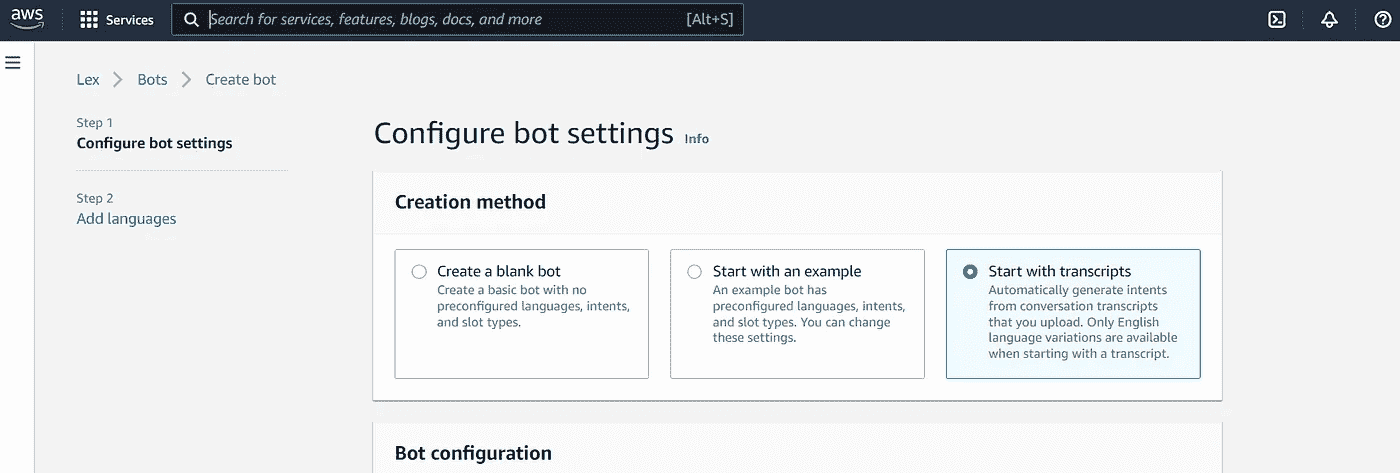 aws
Services
Search for services, features, blogs, docs, and more
[Alt+S]
Lex
Bots
Create bot
Step 1
Configure bot settings
Step 2
Add languages
Configure bot settings Info
Creation method
Create a blank bot
Create a basic bot with no
preconfigured languages, intents,
and slot types.
Start with an example
An example bot has
preconfigured languages, intents,
and slot types. You can change
these settings.
Start with transcripts
Automatically generate intents
from conversation transcripts
that you upload. Only English
language variations are available
when starting with a transcript.
Bot configuration